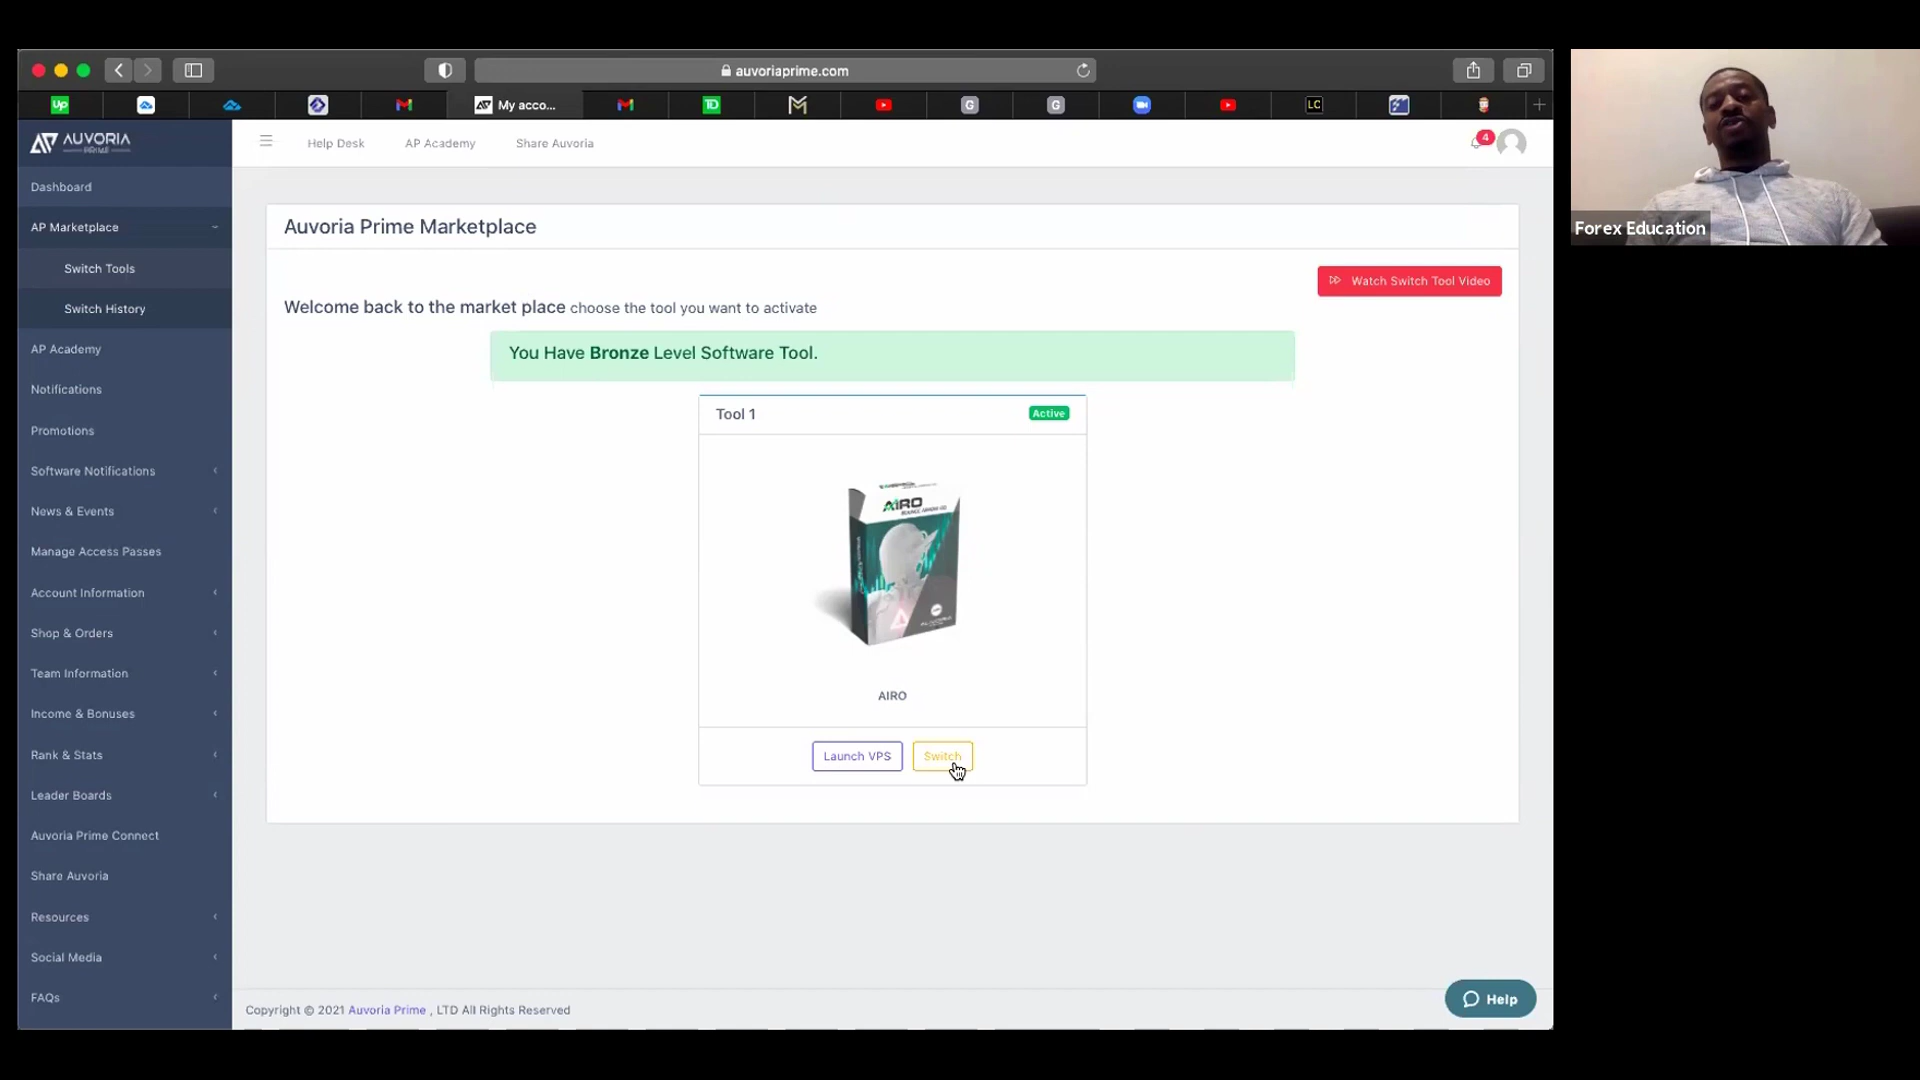 auvoriaprime.com
Up
My acco...
TD
G
G
LC
AUVORIA
PRIME
Help Desk
AP Academy
Share Auvoria
4
Dashboard
AP Marketplace
Switch Tools
Switch History
AP Academy
Notifications
Promotions
Software Notifications
News & Events
Manage Access Passes
Account Information
Shop & Orders
Team Information
Income & Bonuses
Rank & Stats
Leader Boards
Auvoria Prime Connect
Share Auvoria
Resources
Social Media
FAQs
Auvoria Prime Marketplace
Watch Switch Tool Video
Welcome back to the market place choose the tool you want to activate
You Have Bronze Level Software Tool.
Tool 1
Active
AIRO
AIRO
Launch VPS
Switch
Copyright © 2021 Auvoria Prime , LTD All Rights Reserved
Help
Forex Education